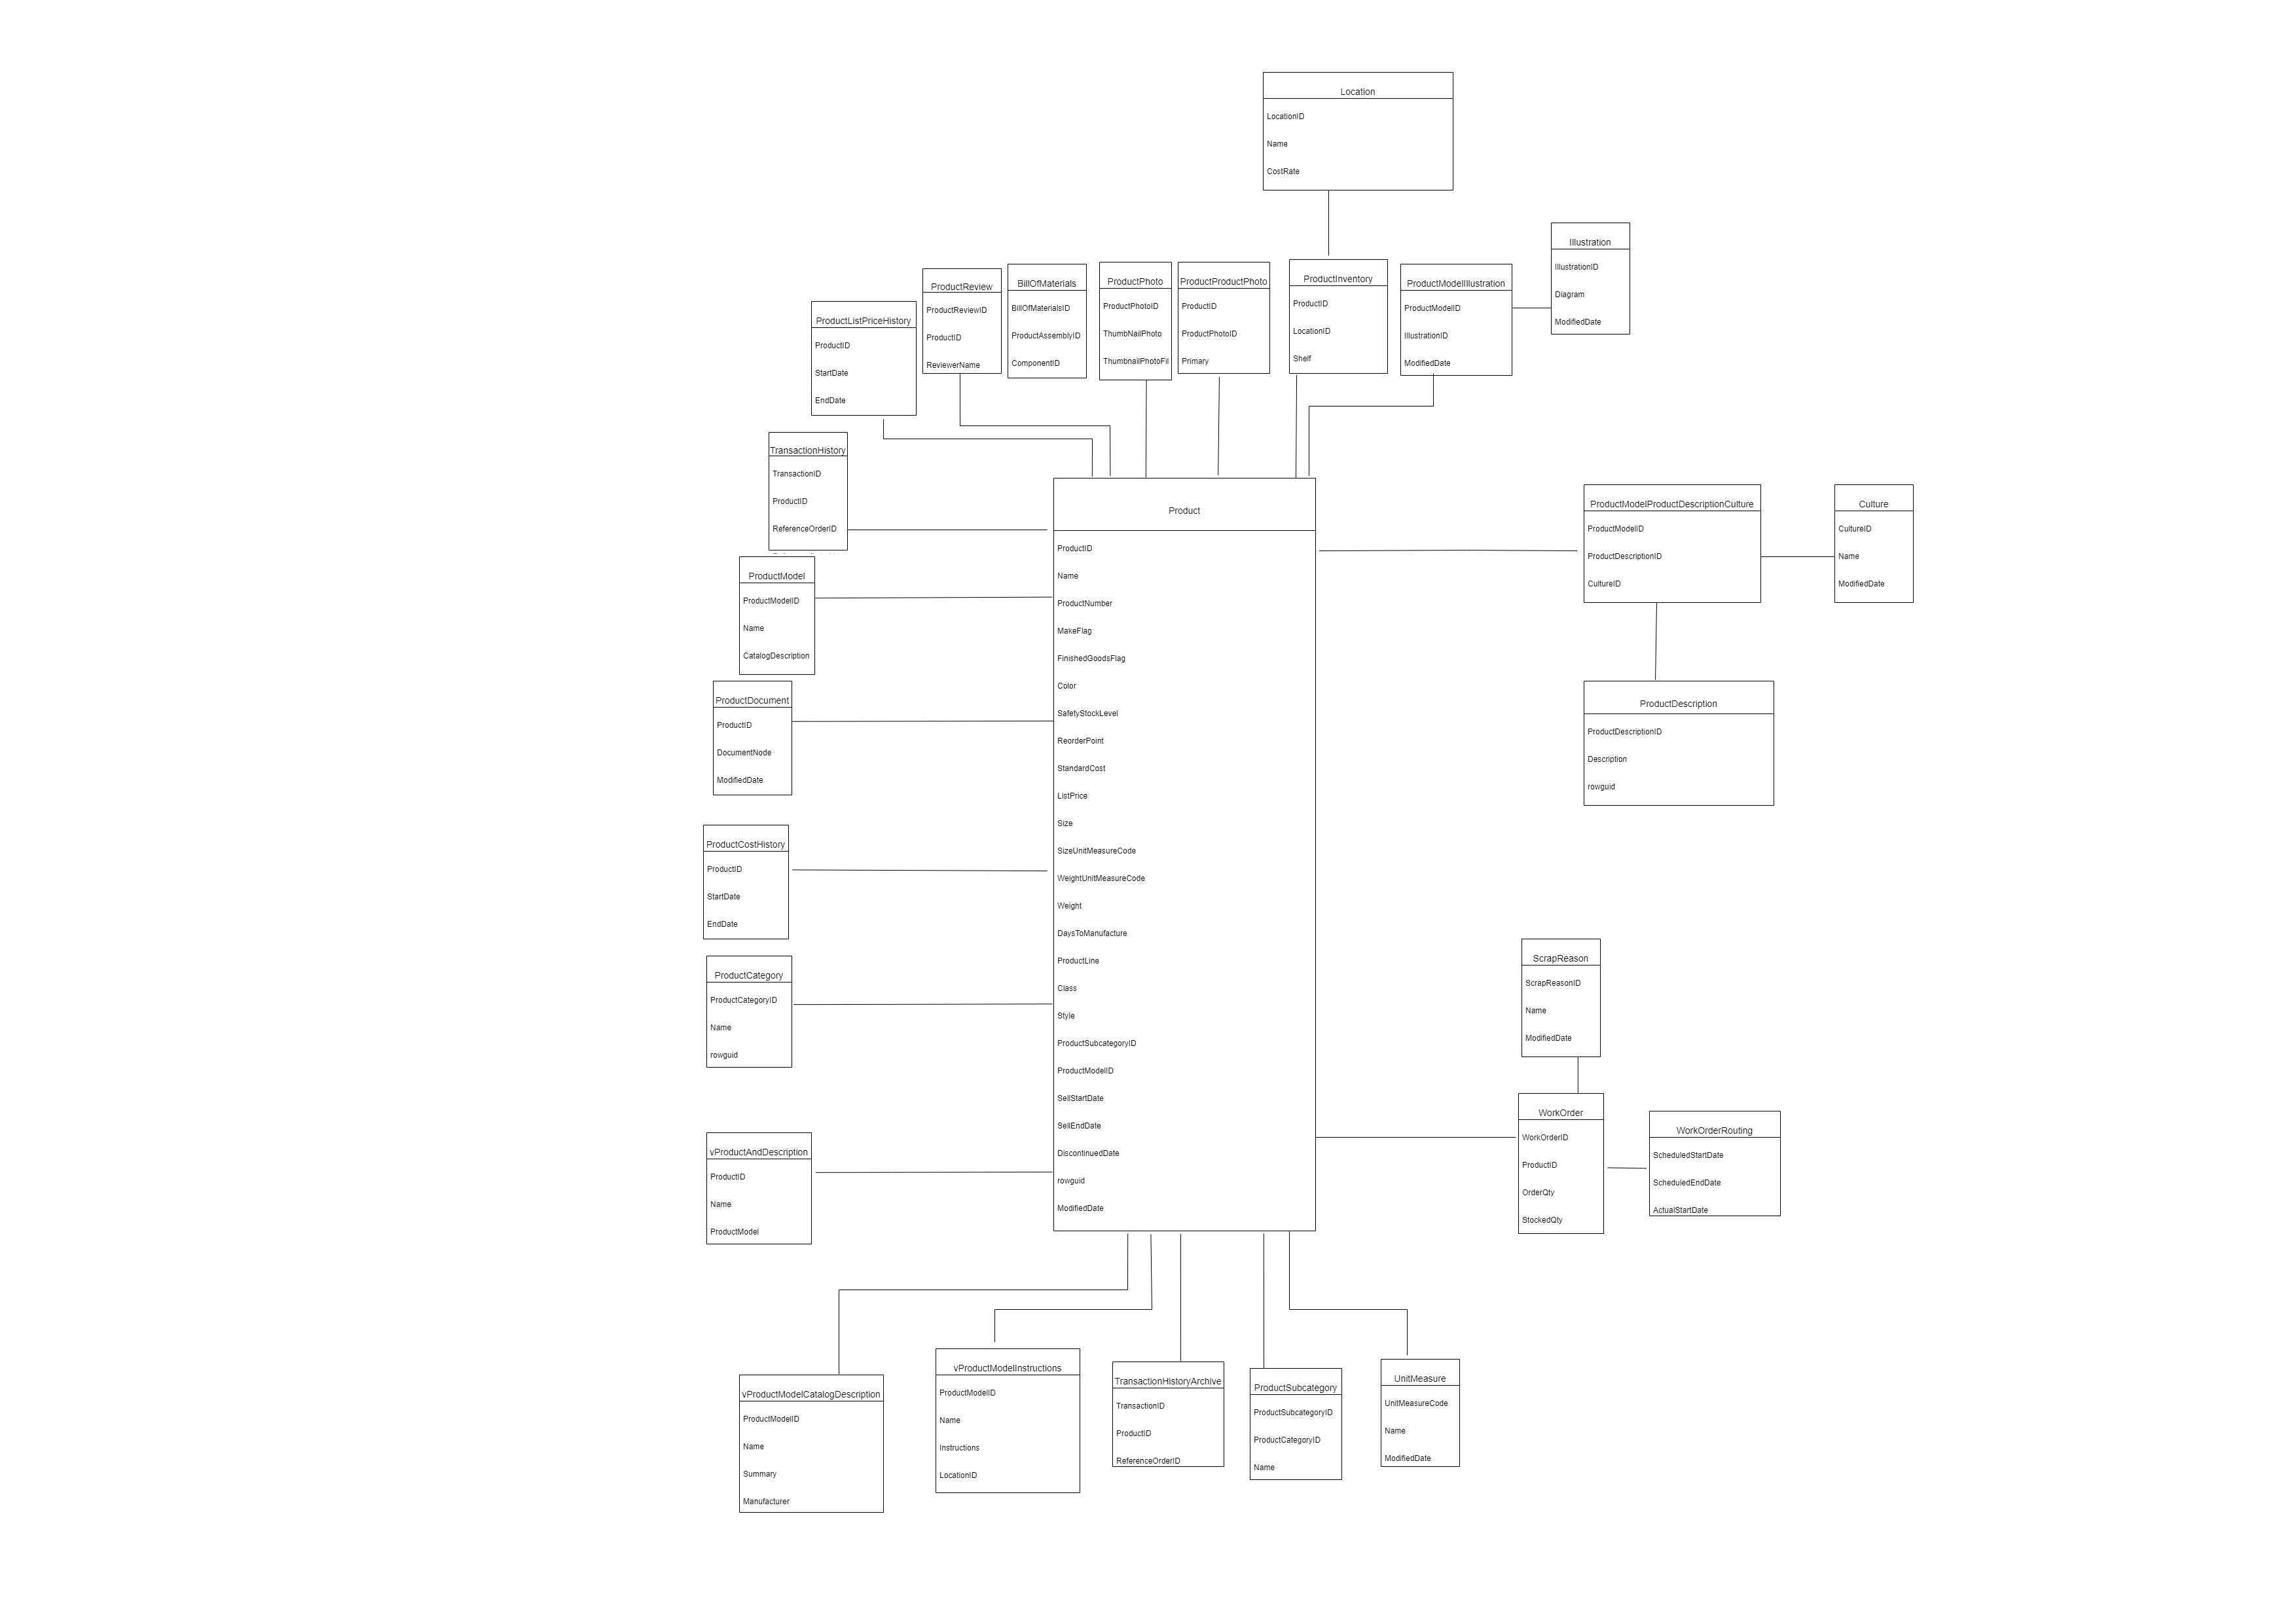 Location
LocationID
Name
CostRate
Illustration
IllustrationID
Diagram
ModifiedDate
ProductListPriceHistory
ProductID
StartDate
EndDate
ProductReview
ProductReviewID
ProductID
ReviewerName
BillOfMaterials
BillOfMaterialsID
ProductAssemblyID
ComponentID
ProductPhoto
ProductPhotoID
ThumbNailPhoto
ThumbnailPhotoFil
ProductProductPhoto
ProductID
ProductPhotoID
Primary
ProductInventory
ProductID
LocationID
Shelf
ProductModelIllustration
ProductModelID
IllustrationID
ModifiedDate
TransactionHistory
TransactionID
ProductID
ReferenceOrderID
ProductModel
ProductModelID
Name
CatalogDescription
ProductDocument
ProductID
DocumentNode
ModifiedDate
ProductCostHistory
ProductID
StartDate
EndDate
ProductCategory
ProductCategoryID
Name
rowguid
vProductAndDescription
ProductID
Name
ProductModel
Product
ProductID
Name
ProductNumber
MakeFlag
FinishedGoodsFlag
Color
SafetyStockLevel
ReorderPoint
StandardCost
ListPrice
Size
SizeUnitMeasureCode
WeightUnitMeasureCode
Weight
DaysToManufacture
ProductLine
Class
Style
ProductSubcategoryID
ProductModelID
SellStartDate
SellEndDate
DiscontinuedDate
rowguid
ModifiedDate
ProductModelProductDescriptionCulture
ProductModelID
ProductDescriptionID
CultureID
Culture
CultureID
Name
ModifiedDate
ProductDescription
ProductDescriptionID
Description
rowguid
ScrapReason
ScrapReasonID
Name
ModifiedDate
WorkOrder
WorkOrderID
ProductID
OrderQty
StockedQty
WorkOrderRouting
ScheduledStartDate
ScheduledEndDate
ActualStartDate
vProductModelCatalogDescription
ProductModelID
Name
Summary
Manufacturer
vProductModelInstructions
ProductModelID
Name
Instructions
LocationID
TransactionHistoryArchive
TransactionID
ProductID
ReferenceOrderID
ProductSubcategory
ProductSubcategoryID
ProductCategoryID
Name
UnitMeasure
UnitMeasureCode
Name
ModifiedDate